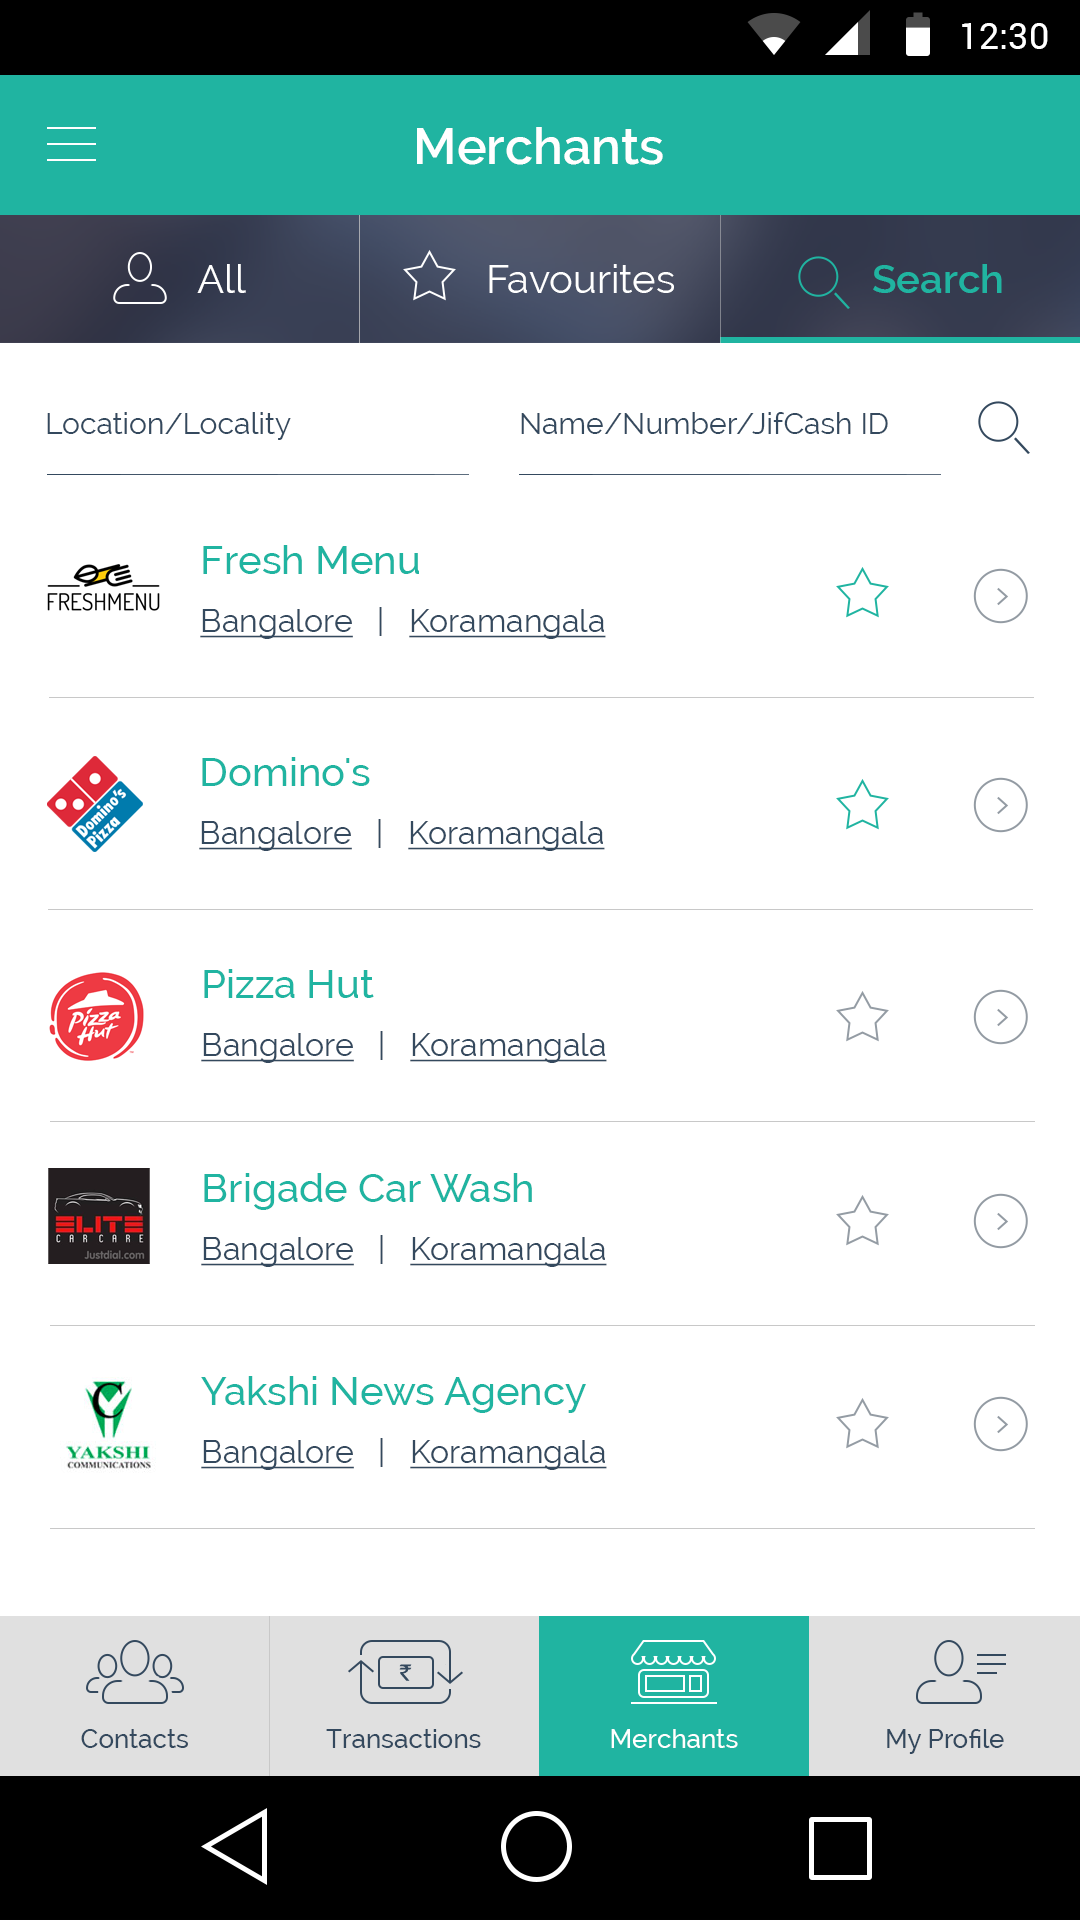 12:30
Merchants
All
Favourites
Search
Location/Locality
Name/Number/JifCash ID
FRESHMENU
Fresh Menu
Bangalore | Koramangala
Domino's
Pizza
Domino's
Bangalore | Koramangala
Pizza
Hut
Pizza Hut
Bangalore | Koramangala
ELITE
CAR CARE
Justdial.com
Brigade Car Wash
Bangalore | Koramangala
YAKSHI
COMMUNICATIONS
Yakshi News Agency
Bangalore | Koramangala
₹
Contacts
Transactions
Merchants
My Profile